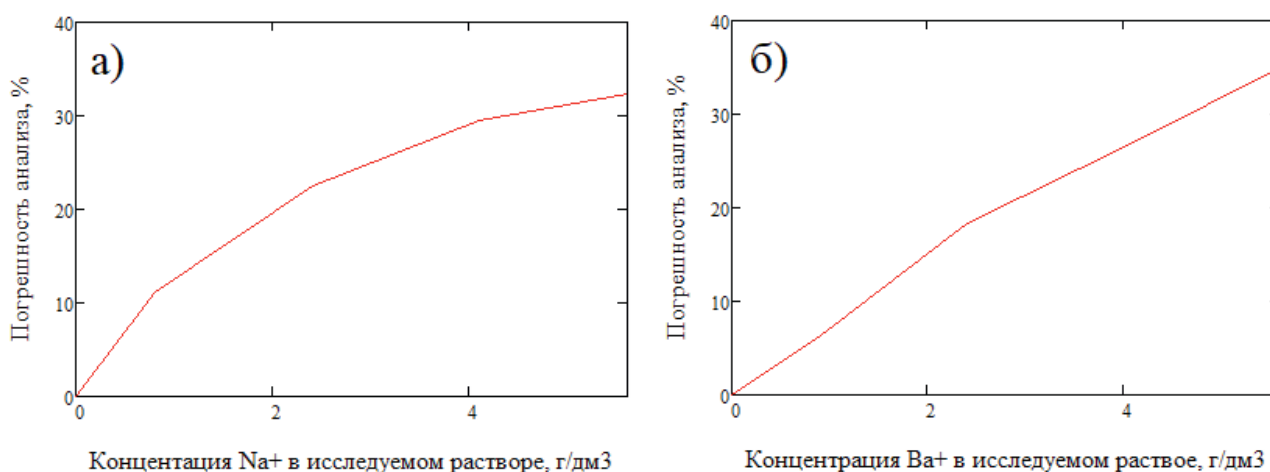 а)
Погрешность анализа, %
40
30
20
10
0
0
2
4
Концентация Na+ в исследуемом растворе, г/дм3
б)
Погрешность анализа, %
40
30
20
10
0
0
2
4
Концентрация Ba+ в исследуемом раствое, г/дм3